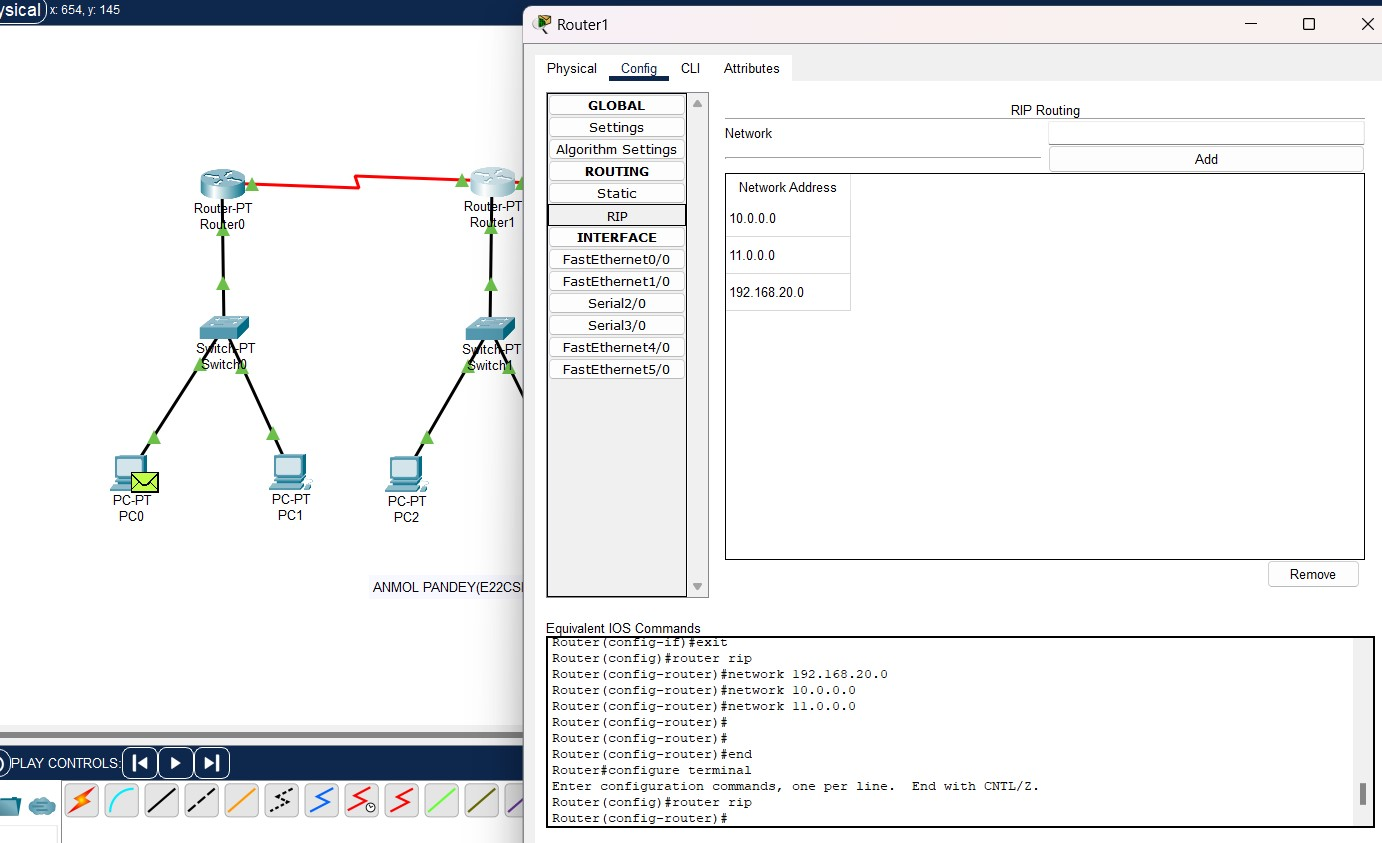 ysical x: 654, y: 145
Router-PT
Router0
Router-PT
Router1
Switch-PT
Switch0
Switch-PT
Switch1
PC-PT
PC0
PC-PT
PC1
PC-PT
PC2
ANMOL PANDEY(E22CS
PLAY CONTROLS:
Router1
Physical Config CLI Attributes
GLOBAL
Settings
Algorithm Settings
ROUTING
Static
RIP
INTERFACE
FastEthernet0/0
FastEthernet1/0
Serial2/0
Serial3/0
FastEthernet4/0
FastEthernet5/0
RIP Routing
Network
Add
Network Address
10.0.0.0
11.0.0.0
192.168.20.0
Remove
Equivalent IOS Commands
Router(config-if)#exit
Router(config)#router rip
Router(config-router)#network 192.168.20.0
Router(config-router)#network 10.0.0.0
Router(config-router)#network 11.0.0.0
Router(config-router)#
Router(config-router)#
Router(config-router)#end
Router#configure terminal
Enter configuration commands, one per line. End with CNTL/Z.
Router(config)#router rip
Router(config-router)#